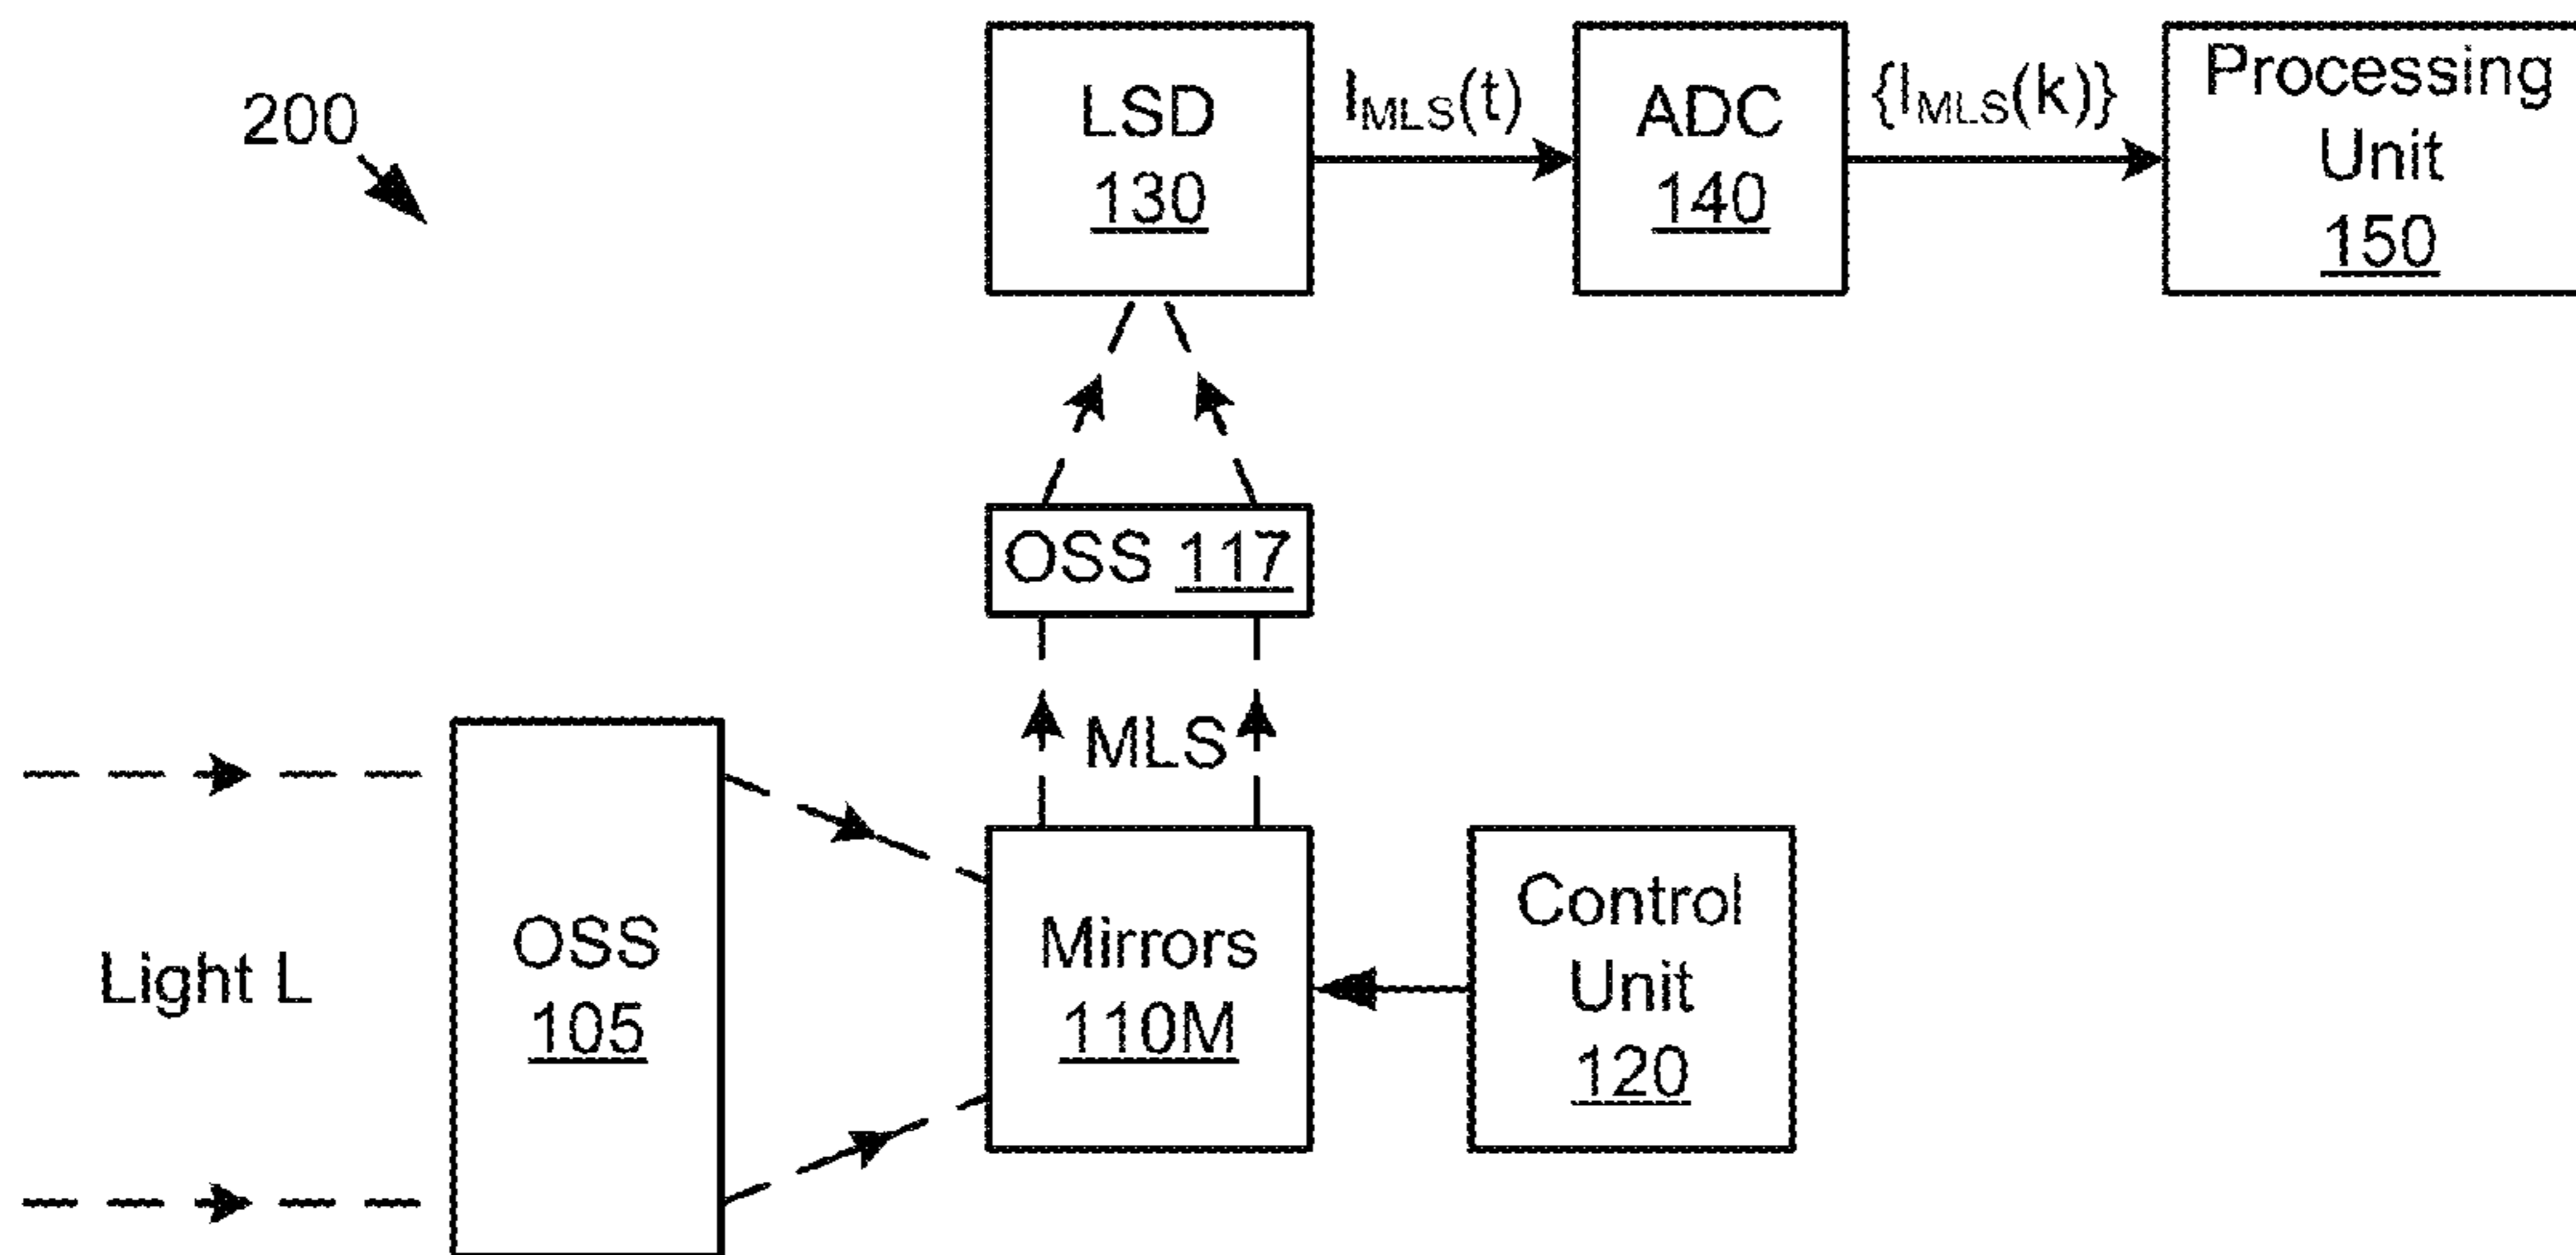 200
LSD
130
I_MLS(t)
ADC
140
{I_MLS(k)}
Processing
Unit
150
OSS 117
MLS
Light L
OSS
105
Mirrors
110M
Control
Unit
120